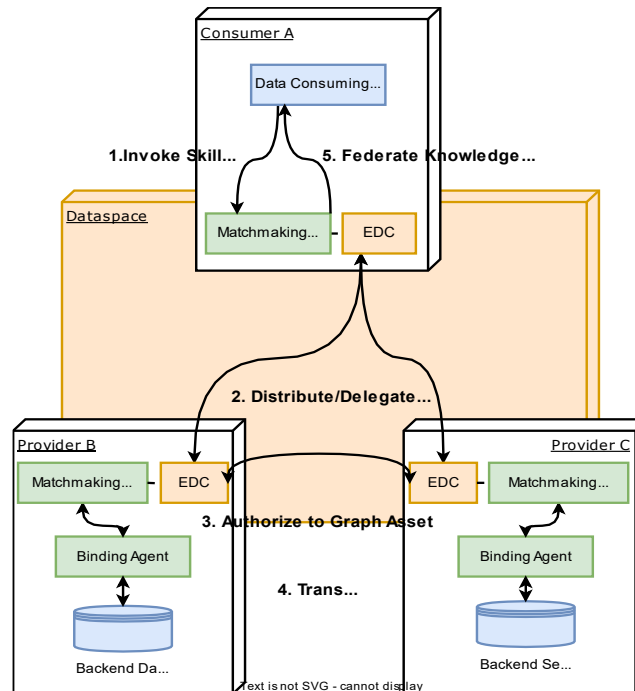 Consumer A
Data Consuming...
1.Invoke Skill...
5. Federate Knowledge...
Dataspace
Matchmaking...
EDC
2. Distribute/Delegate...
Provider B
Provider C
Matchmaking...
EDC
EDC
Matchmaking...
3. Authorize to Graph Asset
Binding Agent
Binding Agent
4. Trans...
Backend Da...
Backend Se...
Text is not SVG - cannot display